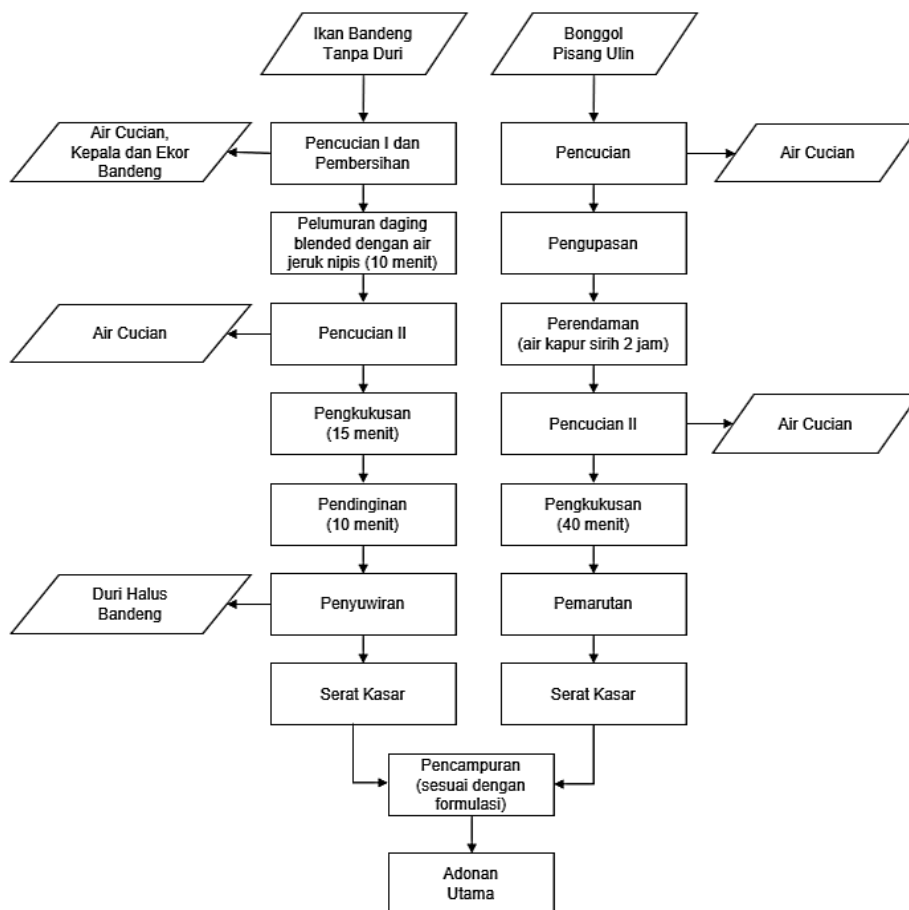 Ikan Bandeng
Tanpa Duri
Bonggol
Pisang Ulin
Air Cucian,
Kepala dan Ekor
Bandeng
Pencucian I dan
Pembersihan
Pencucian
Air Cucian
Pelumuran daging
blended dengan air
jeruk nipis (10 menit)
Pengupasan
Air Cucian
Pencucian II
Perendaman
(air kapur sirih 2 jam)
Pengkukusan
(15 menit)
Pencucian II
Air Cucian
Pendinginan
(10 menit)
Pengkukusan
(40 menit)
Duri Halus
Bandeng
Penyuwiran
Pemarutan
Serat Kasar
Serat Kasar
Pencampuran
(sesuai dengan
formulasi)
Adonan
Utama